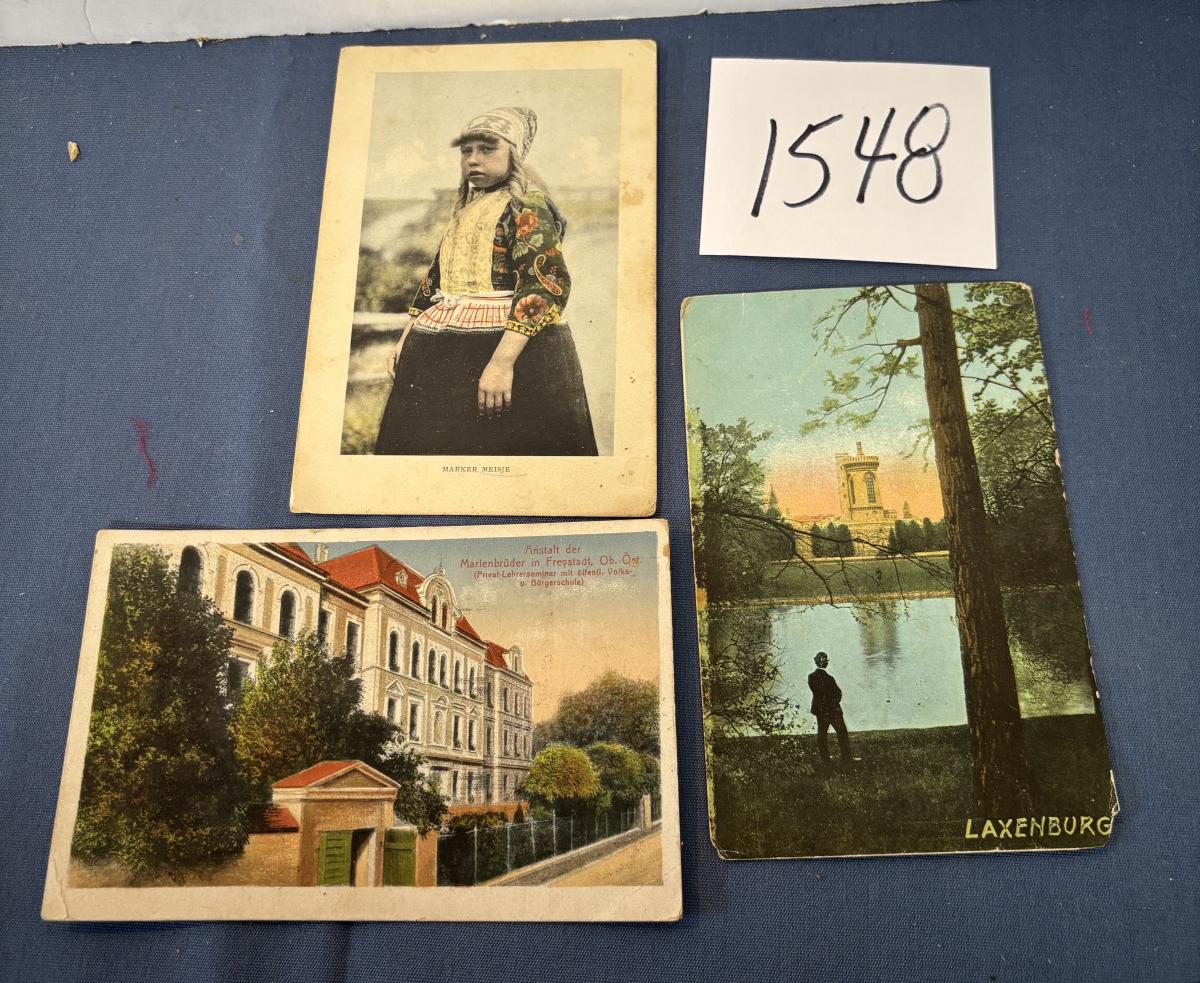 1548
MARKER MEISJE
Anstalt der
Marienbrüder in Freystadt, Ob. Öst.
(Privat-Lehrerseminar mit öffentl. Volks-
u. Bürgerschule)
LAXENBURG